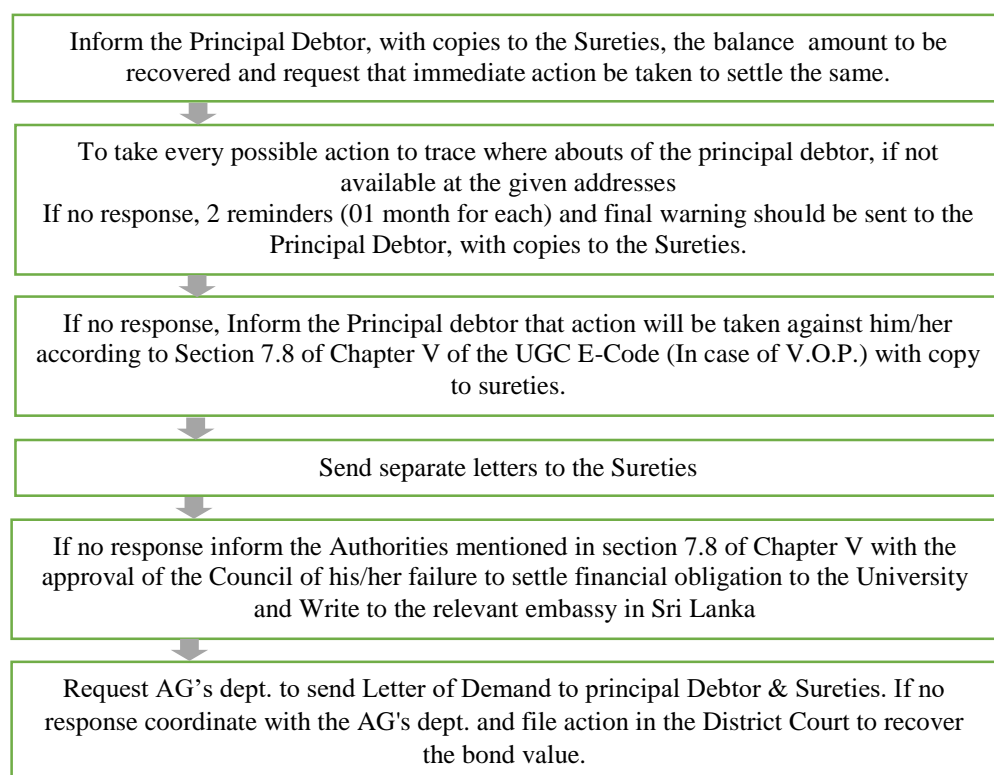 Inform the Principal Debtor, with copies to the Sureties, the balance amount to be
recovered and request that immediate action be taken to settle the same.
To take every possible action to trace where abouts of the principal debtor, if not
available at the given addresses
If no response, 2 reminders (01 month for each) and final warning should be sent to the
Principal Debtor, with copies to the Sureties.
If no response, Inform the Principal debtor that action will be taken against him/her
according to Section 7.8 of Chapter V of the UGC E-Code (In case of V.O.P.) with copy
to sureties.
Send separate letters to the Sureties
If no response inform the Authorities mentioned in section 7.8 of Chapter V with the
approval of the Council of his/her failure to settle financial obligation to the University
and Write to the relevant embassy in Sri Lanka
Request AG’s dept. to send Letter of Demand to principal Debtor & Sureties. If no
response coordinate with the AG's dept. and file action in the District Court to recover
the bond value.